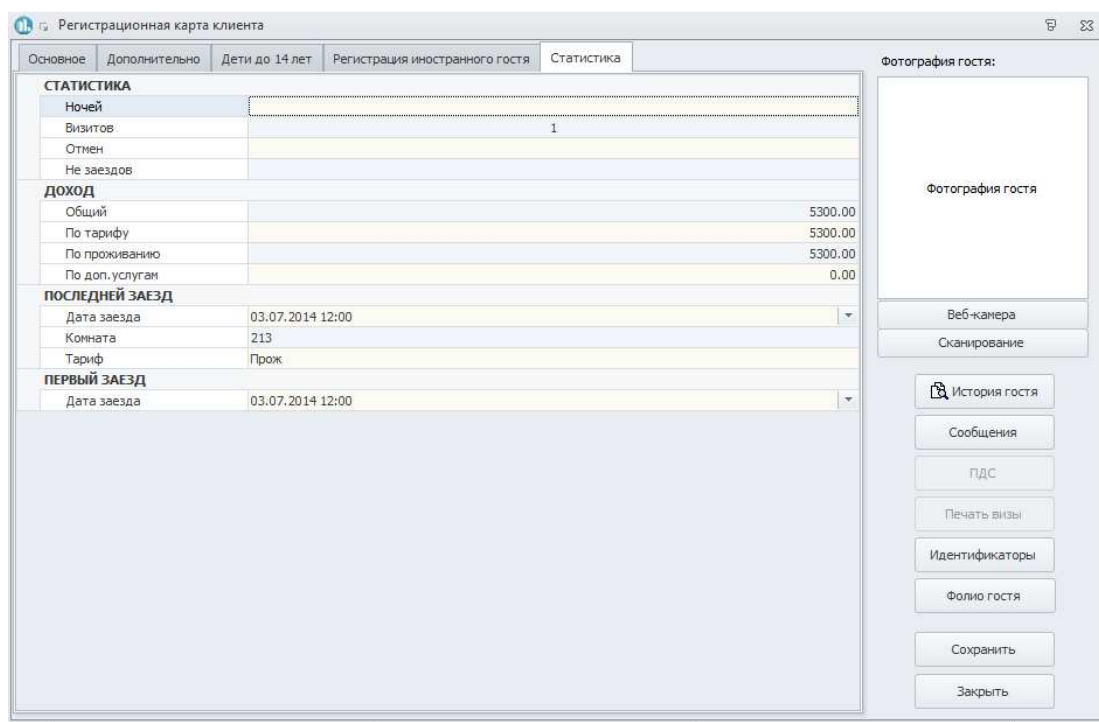 Регистрационная карта клиента
Основное Дополнительно Дети до 14 лет Регистрация иностранного гостя Статистика
СТАТИСТИКА
Ночей
Визитов 1
Отмен
Не заездов
ДОХОД
Общий 5300.00
По тарифу 5300.00
По проживанию 5300.00
По доп.услугам 0.00
ПОСЛЕДНЕЙ ЗАЕЗД
Дата заезда 03.07.2014 12:00
Комната 213
Тариф Прож
ПЕРВЫЙ ЗАЕЗД
Дата заезда 03.07.2014 12:00
Фотография гостя:
Фотография гостя
Веб-камера
Сканирование
История гостя
Сообщения
ПДС
Печать визы
Идентификаторы
Фолио гостя
Сохранить
Закрыть